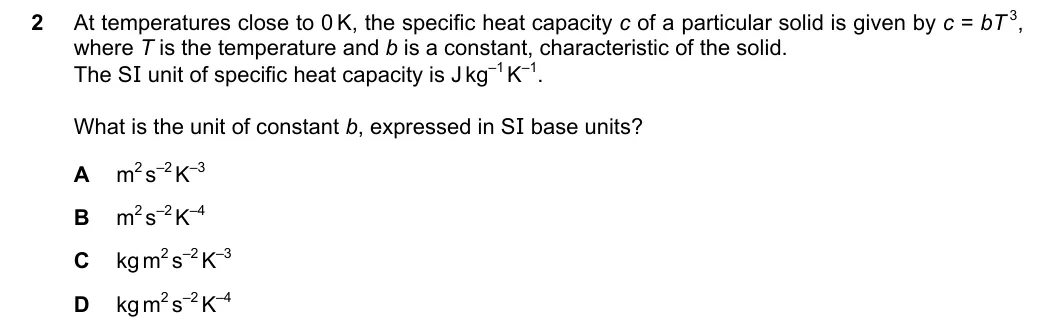 2 At temperatures close to 0 K, the specific heat capacity c of a particular solid is given by c = bT³,
where T is the temperature and b is a constant, characteristic of the solid.
The SI unit of specific heat capacity is J kg⁻¹ K⁻¹.
What is the unit of constant b, expressed in SI base units?
A m² s⁻² K⁻³
B m² s⁻² K⁻⁴
C kg m² s⁻² K⁻³
D kg m² s⁻² K⁻⁴